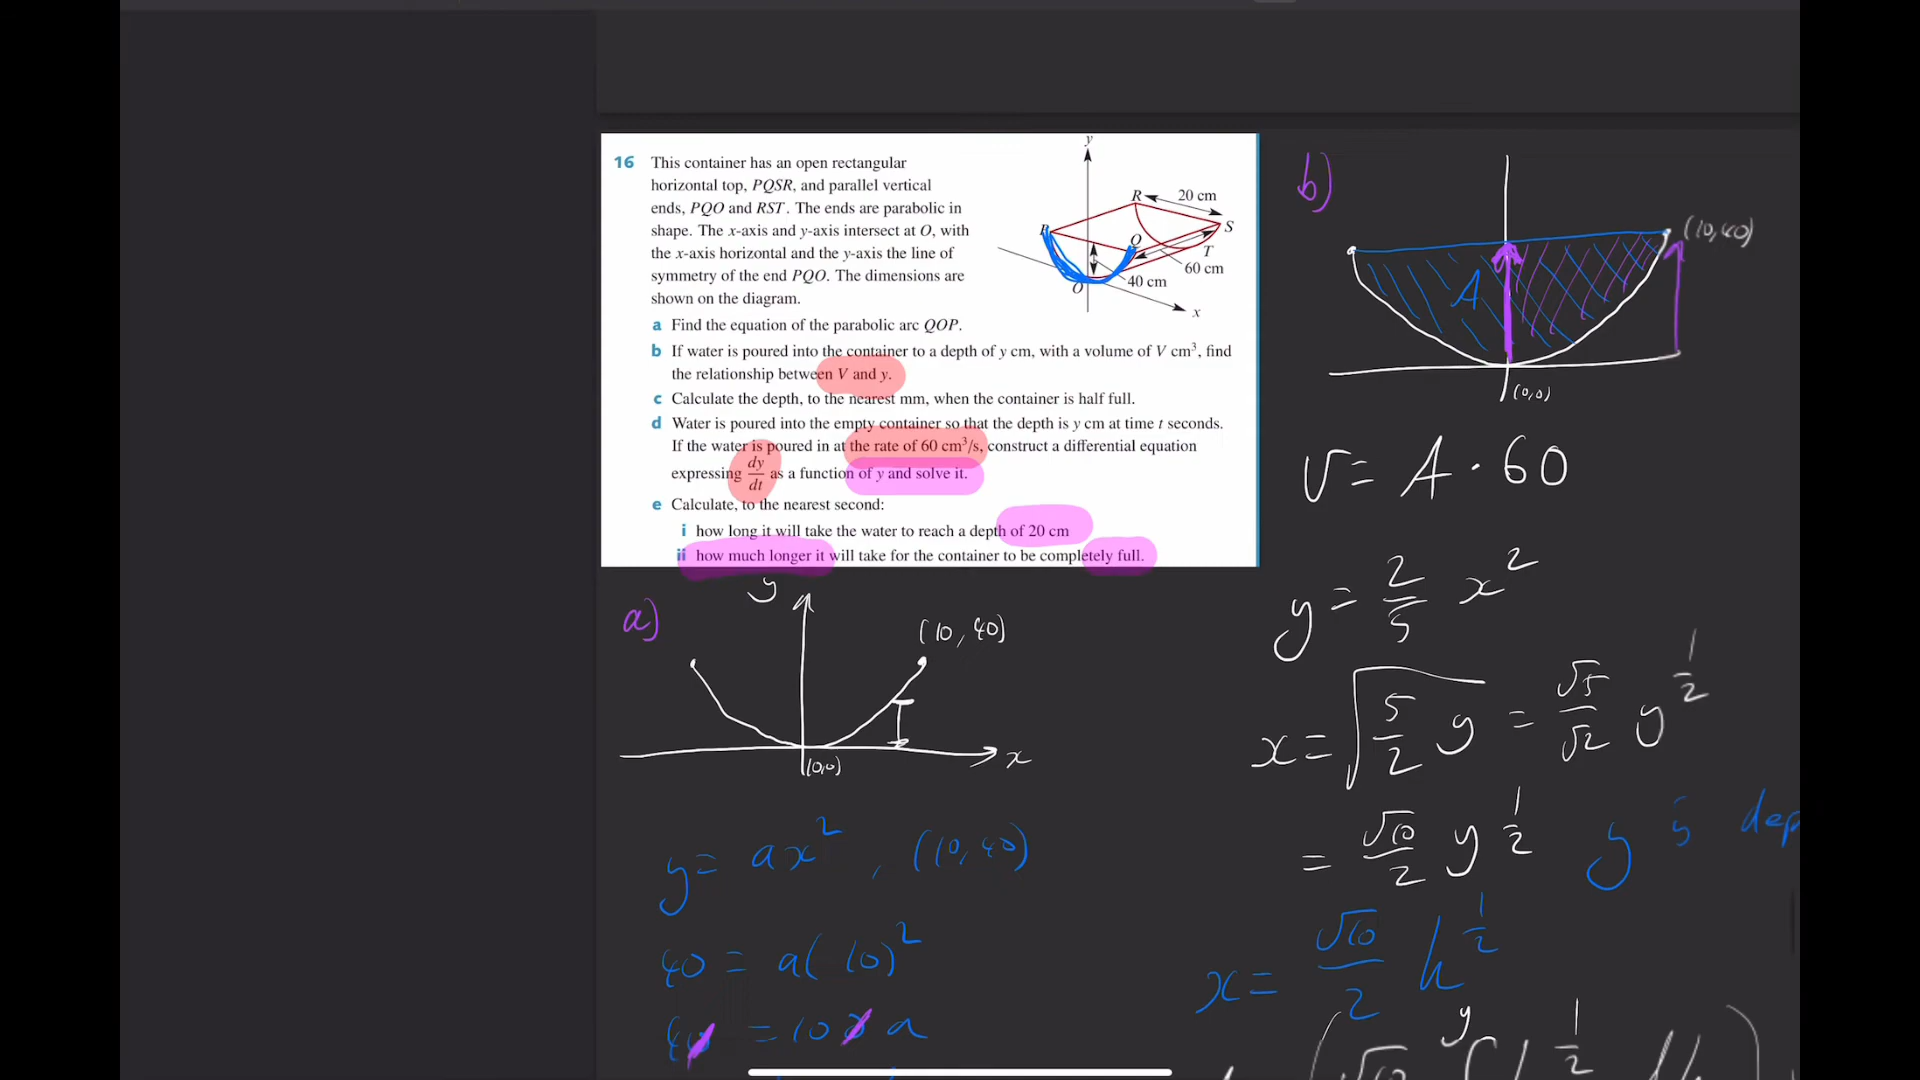 16 This container has an open rectangular
horizontal top, PQSR, and parallel vertical
ends, PQO and RST. The ends are parabolic in
shape. The x-axis and y-axis intersect at O, with
the x-axis horizontal and the y-axis the line of
symmetry of the end PQO. The dimensions are
shown on the diagram.
y
R
20 cm
S
P
Q
T
60 cm
O
40 cm
x
a Find the equation of the parabolic arc QOP.
b If water is poured into the container to a depth of y cm, with a volume of V cm³, find
the relationship between V and y.
c Calculate the depth, to the nearest mm, when the container is half full.
d Water is poured into the empty container so that the depth is y cm at time t seconds.
If the water is poured in at the rate of 60 cm³/s, construct a differential equation
expressing dy/dt as a function of y and solve it.
e Calculate, to the nearest second:
i how long it will take the water to reach a depth of 20 cm
ii how much longer it will take for the container to be completely full.
a)
y
(10, 40)
(0,0)
x
y = ax², (10, 40)
40 = a(10)²
40 = 100a
b)
(10,40)
A
(0,0)
V = A · 60
y = 2/5 x²
x = √(5/2 y) = √5/√2 y^(1/2)
= √10/2 y^(1/2) y is dep
x = √10/2 h^(1/2)
y